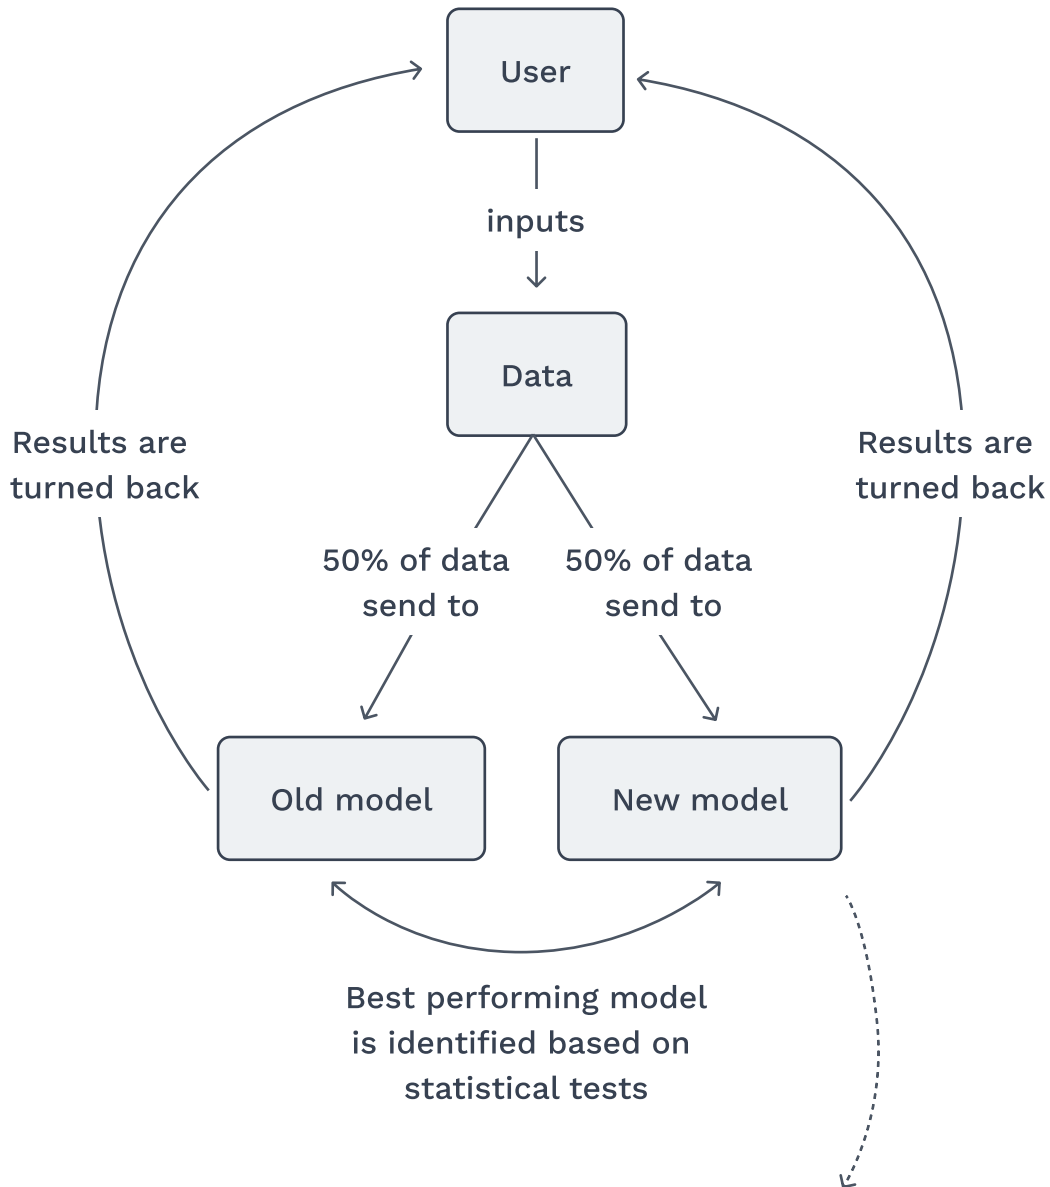 User
inputs
Data
Results are
turned back
Results are
turned back
50% of data
send to
50% of data
send to
Old model
New model
Best performing model
is identified based on
statistical tests